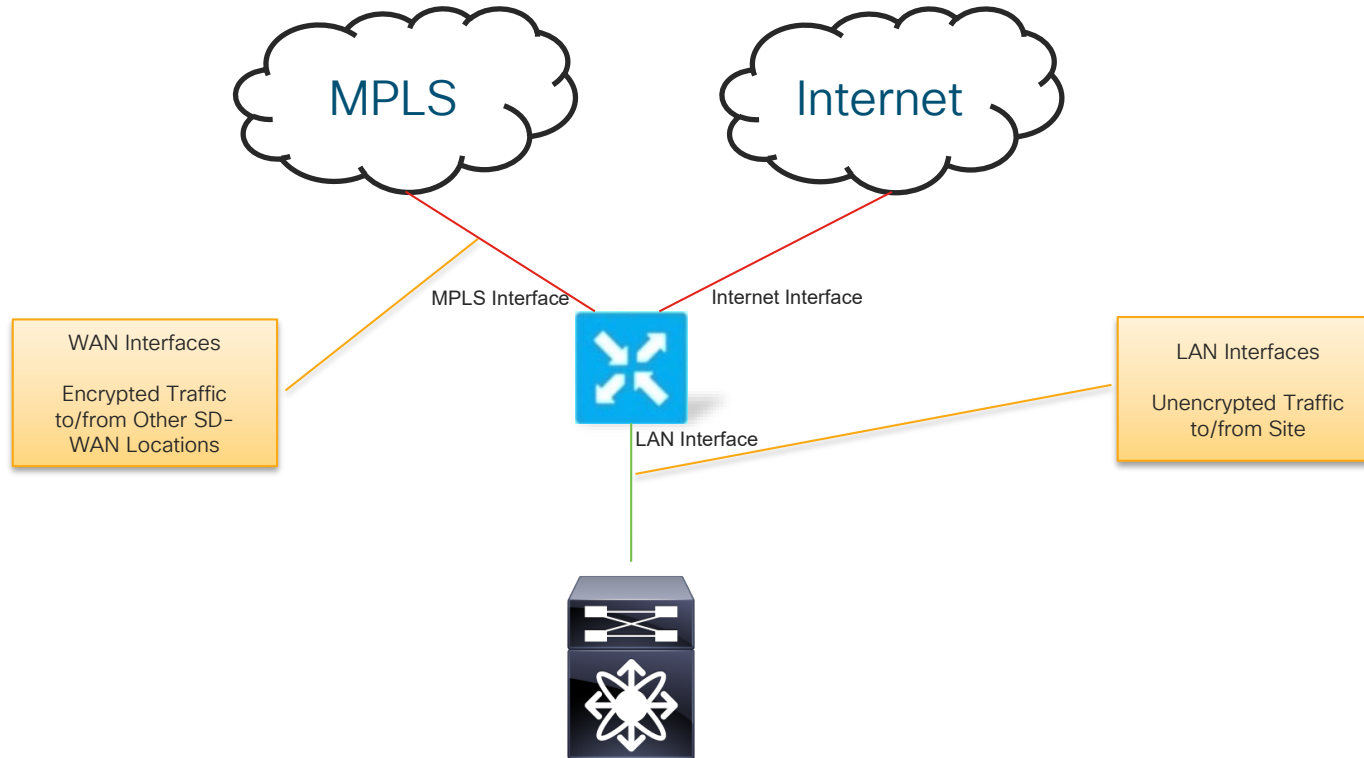 MPLS
Internet
MPLS Interface
Internet Interface
WAN Interfaces
Encrypted Traffic
to/from Other SD-
WAN Locations
LAN Interfaces
Unencrypted Traffic
to/from Site
LAN Interface